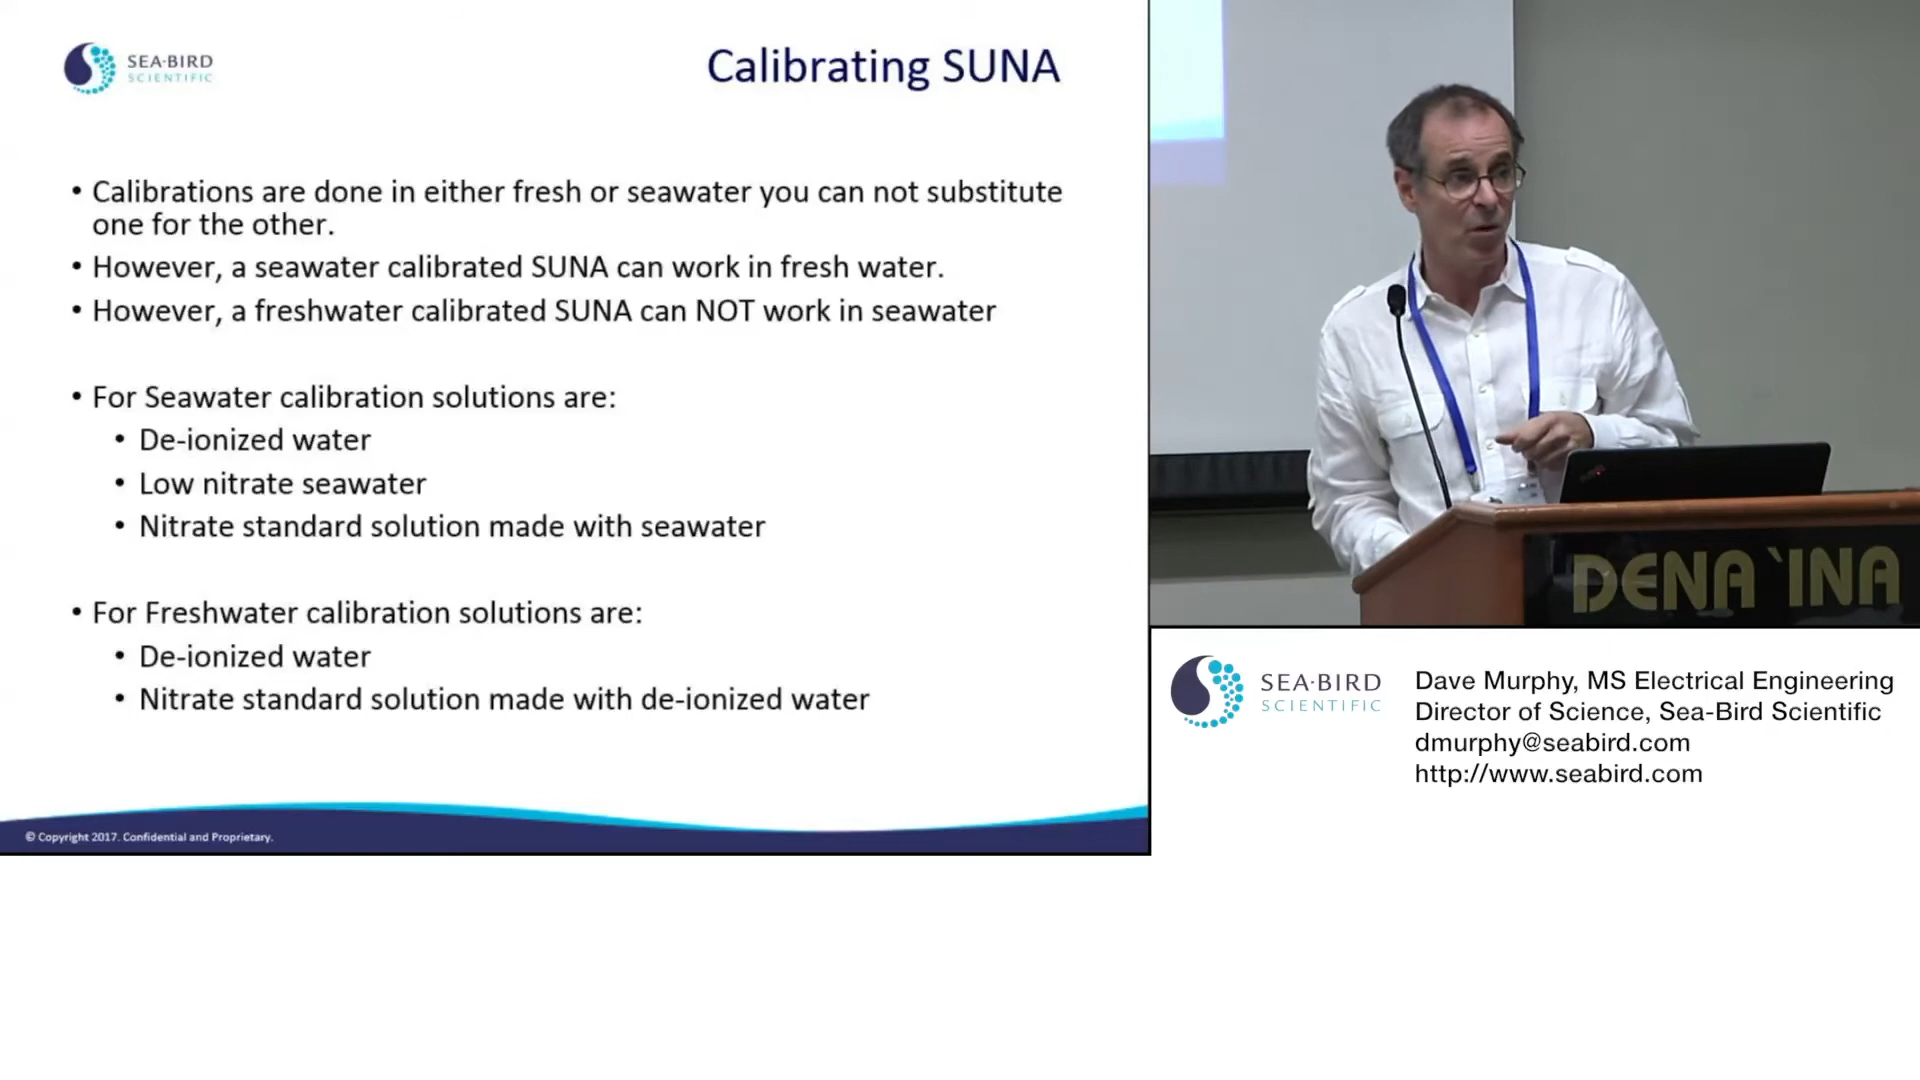 SEA·BIRD
SCIENTIFIC
Calibrating SUNA
• Calibrations are done in either fresh or seawater you can not substitute
one for the other.
• However, a seawater calibrated SUNA can work in fresh water.
• However, a freshwater calibrated SUNA can NOT work in seawater
• For Seawater calibration solutions are:
• De-ionized water
• Low nitrate seawater
• Nitrate standard solution made with seawater
• For Freshwater calibration solutions are:
• De-ionized water
• Nitrate standard solution made with de-ionized water
© Copyright 2017. Confidential and Proprietary.
DENA`INA
SEA·BIRD
SCIENTIFIC
Dave Murphy, MS Electrical Engineering
Director of Science, Sea-Bird Scientific
dmurphy@seabird.com
http://www.seabird.com